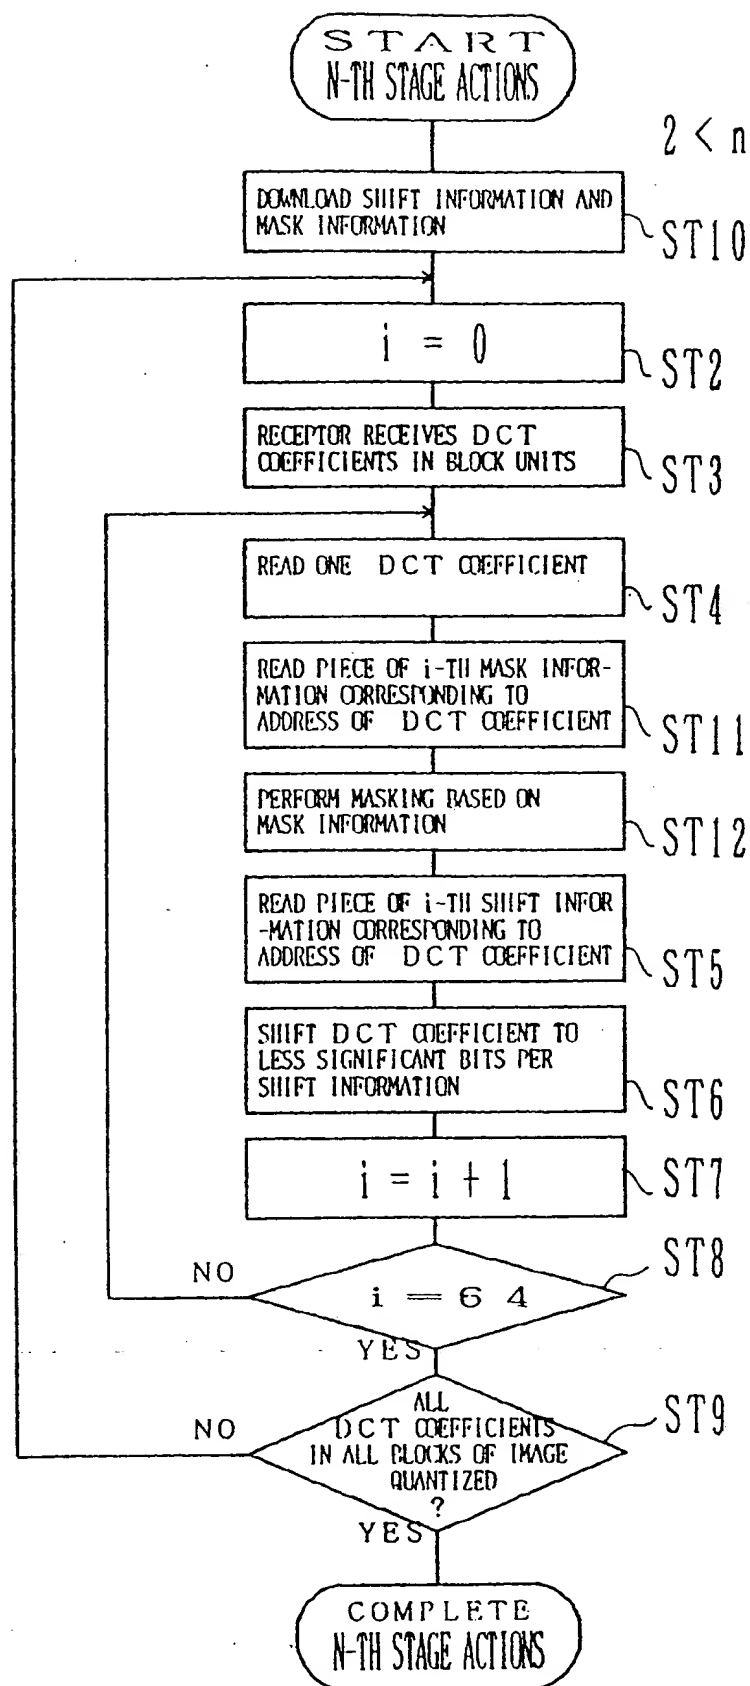 START
N-TH STAGE ACTIONS
2 < n
DOWNLOAD SHIFT INFORMATION AND
MASK INFORMATION
ST10
i = 0
ST2
RECEPTOR RECEIVES DCT
COEFFICIENTS IN BLOCK UNITS
ST3
READ ONE DCT COEFFICIENT
ST4
READ PIECE OF i-TH MASK INFOR-
MATION CORRESPONDING TO
ADDRESS OF DCT COEFFICIENT
ST11
PERFORM MASKING BASED ON
MASK INFORMATION
ST12
READ PIECE OF i-TH SHIFT INFOR
-MATION CORRESPONDING TO
ADDRESS OF DCT COEFFICIENT
ST5
SHIFT DCT COEFFICIENT TO
LESS SIGNIFICANT BITS PER
SHIFT INFORMATION
ST6
i = i + 1
ST7
NO
i = 64
ST8
YES
NO
ALL
DCT COEFFICIENTS
IN ALL BLOCKS OF IMAGE
QUANTIZED
?
ST9
YES
COMPLETE
N-TH STAGE ACTIONS